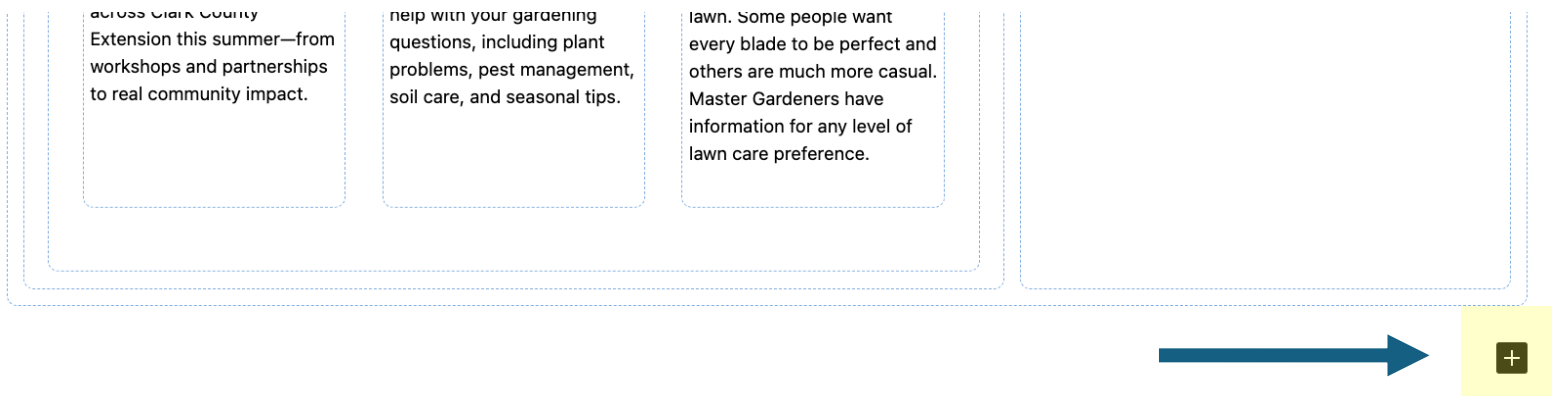 across Clark County
Extension this summer—from
workshops and partnerships
to real community impact.
help with your gardening
questions, including plant
problems, pest management,
soil care, and seasonal tips.
lawn. Some people want
every blade to be perfect and
others are much more casual.
Master Gardeners have
information for any level of
lawn care preference.